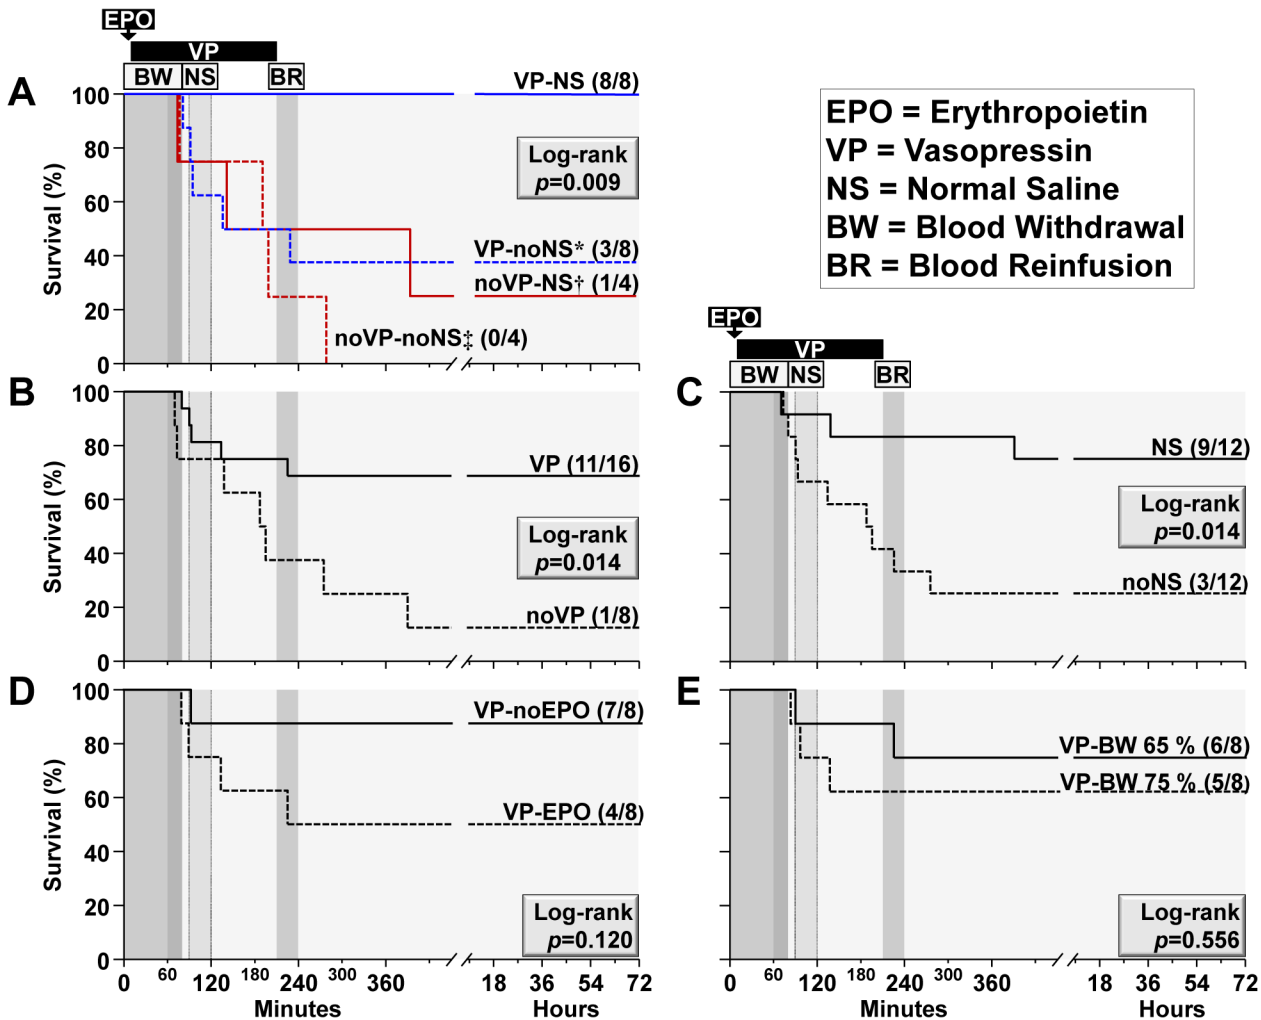 EPO
VP
BW NS BR
A
100
80
60
40
20
0
Survival (%)
VP-NS (8/8)
Log-rank
p=0.009
VP-noNS* (3/8)
noVP-NS† (1/4)
noVP-noNS‡ (0/4)
EPO = Erythropoietin
VP = Vasopressin
NS = Normal Saline
BW = Blood Withdrawal
BR = Blood Reinfusion
B
100
80
60
40
20
0
Survival (%)
VP (11/16)
Log-rank
p=0.014
noVP (1/8)
EPO
VP
BW NS BR
C
NS (9/12)
Log-rank
p=0.014
noNS (3/12)
D
100
80
60
40
20
0
Survival (%)
VP-noEPO (7/8)
VP-EPO (4/8)
Log-rank
p=0.120
0 60 120 180 240 300 360 18 36 54 72
Minutes Hours
E
VP-BW 65 % (6/8)
VP-BW 75 % (5/8)
Log-rank
p=0.556
0 60 120 180 240 300 360 18 36 54 72
Minutes Hours